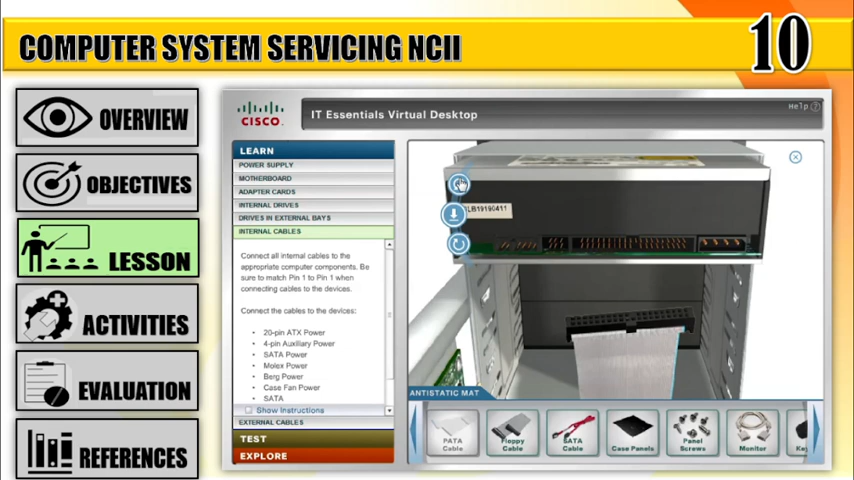 COMPUTER SYSTEM SERVICING NCII
10
OVERVIEW
OBJECTIVES
LESSON
ACTIVITIES
EVALUATION
REFERENCES
CISCO
IT Essentials Virtual Desktop
Help ?
LEARN
POWER SUPPLY
MOTHERBOARD
ADAPTER CARDS
INTERNAL DRIVES
DRIVES IN EXTERNAL BAYS
INTERNAL CABLES
Connect all internal cables to the
appropriate computer components. Be
sure to match Pin 1 to Pin 1 when
connecting cables to the devices.
Connect the cables to the devices:
• 20-pin ATX Power
• 4-pin Auxiliary Power
• SATA Power
• Molex Power
• Berg Power
• Case Fan Power
• SATA
Show Instructions
EXTERNAL CABLES
TEST
EXPLORE
LB19190411
ANTISTATIC MAT
PATA
Cable
Floppy
Cable
SATA
Cable
Case Panels
Panel
Screws
Monitor